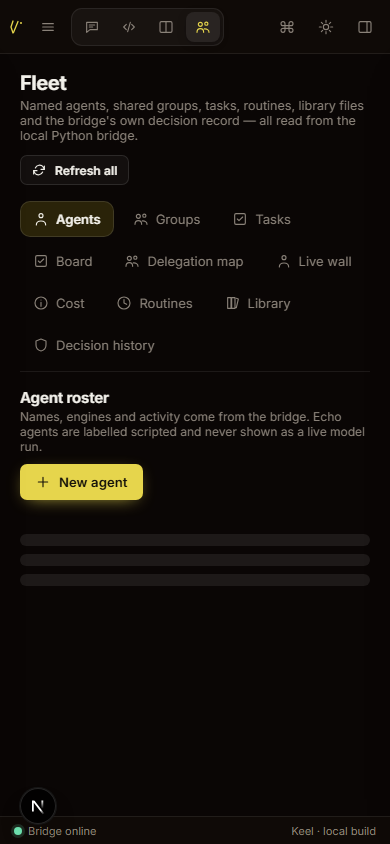 Fleet
Named agents, shared groups, tasks, routines, library files
and the bridge's own decision record — all read from the
local Python bridge.
Refresh all
Agents
Groups
Tasks
Board
Delegation map
Live wall
Cost
Routines
Library
Decision history
Agent roster
Names, engines and activity come from the bridge. Echo
agents are labelled scripted and never shown as a live model
run.
New agent
N
Bridge online
Keel · local build